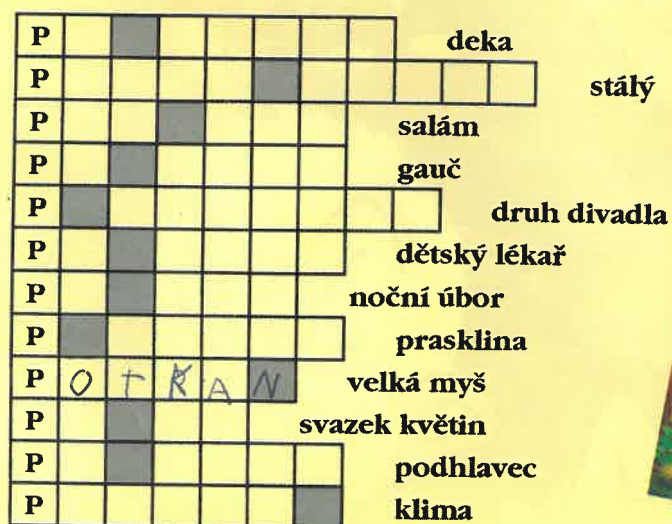 P deka
P stálý
P salám
P gauč
P druh divadla
P dětský lékař
P noční úbor
P prasklina
P O T K A N velká myš
P svazek květin
P podhlavec
P klima